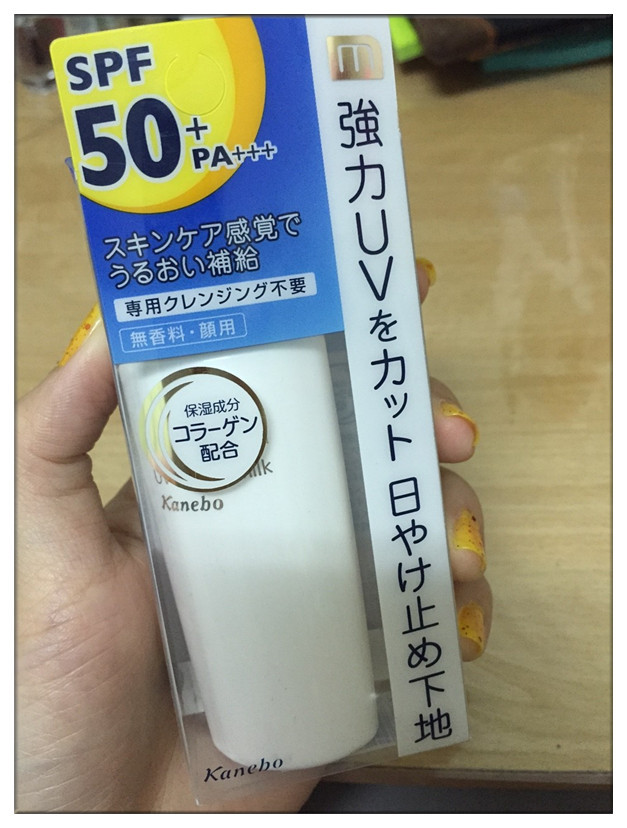 SPF
50+
PA+++
スキンケア感覚で
うるおい補給
専用クレンジング不要
無香料・顔用
m
強力UVをカット 日やけ止め下地
保湿成分
コラーゲン
配合
Kanebo
Kanebo